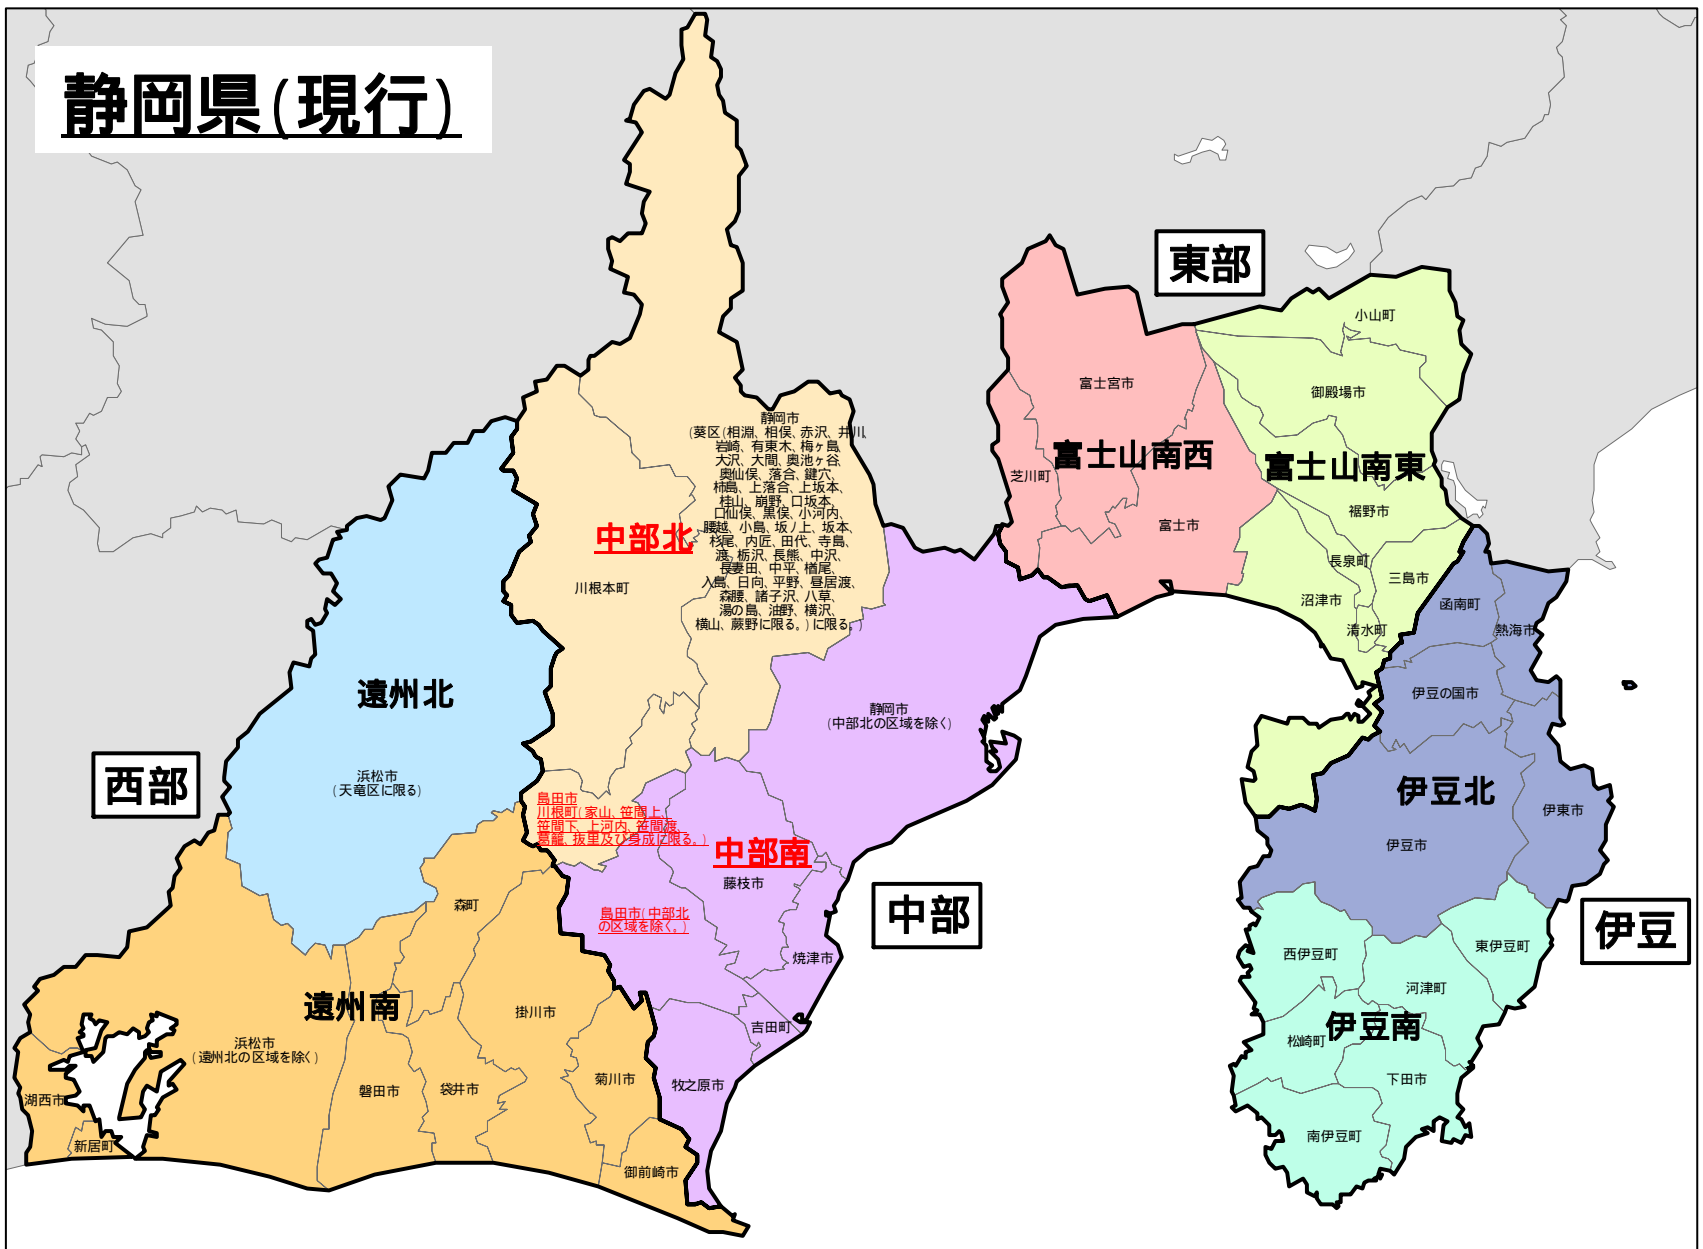 静岡県(現行)
東部
小山町
富士宮市
御殿場市
静岡市
(葵区(相淵、相俣、赤沢、井川、
岩崎、有東木、梅ヶ島、
大沢、大間、奥池ヶ谷、
奥仙俣、落合、鍵穴、
柿島、上落合、上坂本、
桂山、崩野、口坂本、
口仙俣、黒俣、小河内、
腰越、小島、坂ノ上、坂本、
杉尾、内匠、田代、寺島、
渡、栃沢、長熊、中沢、
長妻田、中平、楢尾、
入島、日向、平野、昼居渡、
森腰、諸子沢、八草、
湯の島、油野、横沢、
横山、蕨野に限る。)に限る。)
富士山南西
富士山南東
芝川町
裾野市
富士市
中部北
長泉町
三島市
川根本町
沼津市
函南町
清水町
熱海市
遠州北
伊豆の国市
静岡市
(中部北の区域を除く)
西部
浜松市
(天竜区に限る)
伊豆北
島田市
川根町(家山、笹間上、
笹間下、上河内、笹間渡、
葛籠、抜里及び身成に限る。)
伊東市
伊豆市
中部南
藤枝市
森町
中部
島田市(中部北
の区域を除く。)
伊豆
東伊豆町
西伊豆町
焼津市
河津町
遠州南
掛川市
吉田町
伊豆南
松崎町
浜松市
(遠州北の区域を除く)
菊川市
牧之原市
下田市
磐田市
袋井市
湖西市
新居町
南伊豆町
御前崎市